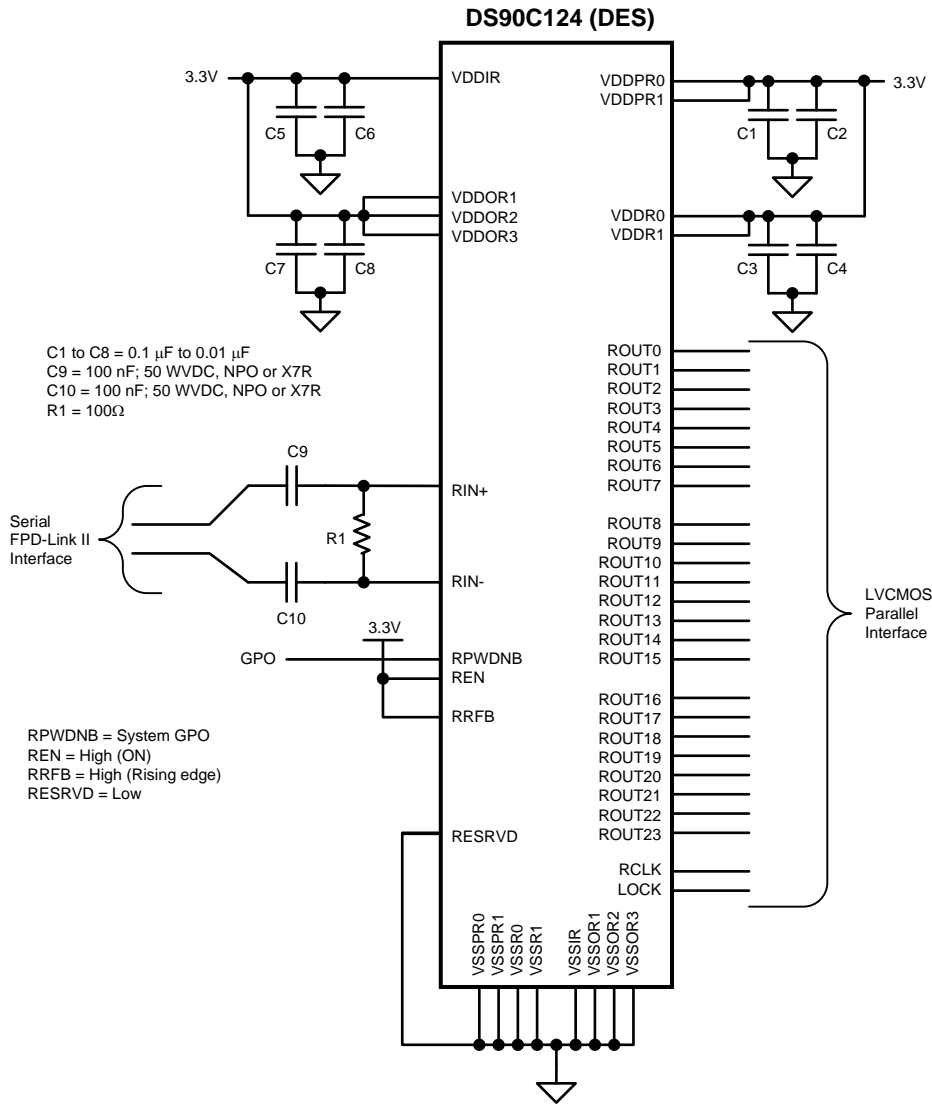 DS90C124 (DES)
3.3V
VDDIR
VDDPR0
VDDPR1
3.3V
C5
C6
C1
C2
VDDOR1
VDDOR2
VDDOR3
VDDR0
VDDR1
C7
C8
C3
C4
C1 to C8 = 0.1 μF to 0.01 μF
C9 = 100 nF; 50 WVDC, NPO or X7R
C10 = 100 nF; 50 WVDC, NPO or X7R
R1 = 100Ω
ROUT0
ROUT1
ROUT2
ROUT3
ROUT4
ROUT5
ROUT6
ROUT7
C9
RIN+
Serial
FPD-Link II
Interface
R1
RIN-
C10
ROUT8
ROUT9
ROUT10
ROUT11
ROUT12
ROUT13
ROUT14
ROUT15
LVCMOS
Parallel
Interface
3.3V
GPO
RPWDNB
REN
RRFB
ROUT16
ROUT17
ROUT18
ROUT19
ROUT20
ROUT21
ROUT22
ROUT23
RPWDNB = System GPO
REN = High (ON)
RRFB = High (Rising edge)
RESRVD = Low
RESRVD
RCLK
LOCK
VSSPR0
VSSPR1
VSSR0
VSSR1
VSSIR
VSSOR1
VSSOR2
VSSOR3